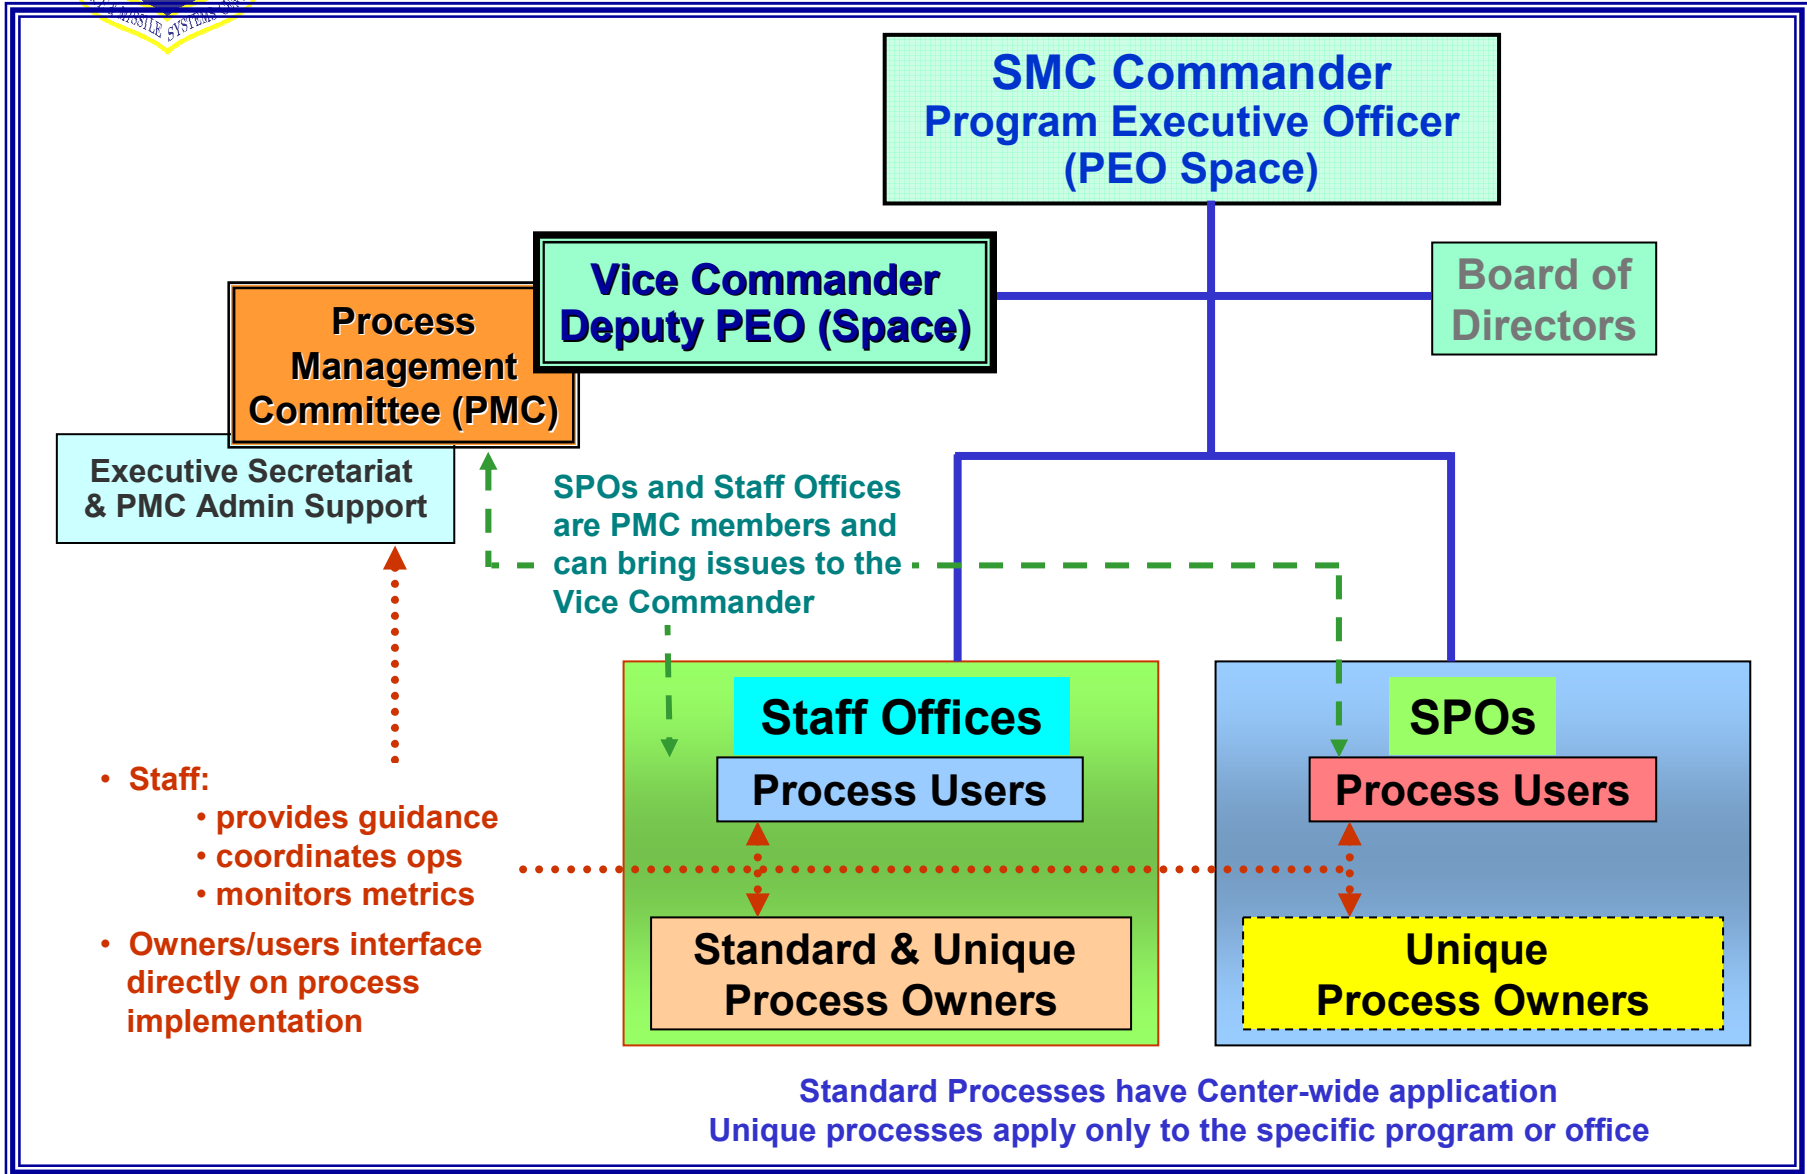 MISSILE SYSTEMS
SMC Commander
Program Executive Officer
(PEO Space)
Vice Commander
Deputy PEO (Space)
Board of
Directors
Process
Management
Committee (PMC)
Executive Secretariat
& PMC Admin Support
SPOs and Staff Offices
are PMC members and
can bring issues to the
Vice Commander
Staff Offices
Process Users
Standard & Unique
Process Owners
SPOs
Process Users
Unique
Process Owners
• Staff:
• provides guidance
• coordinates ops
• monitors metrics
• Owners/users interface
directly on process
implementation
Standard Processes have Center-wide application
Unique processes apply only to the specific program or office